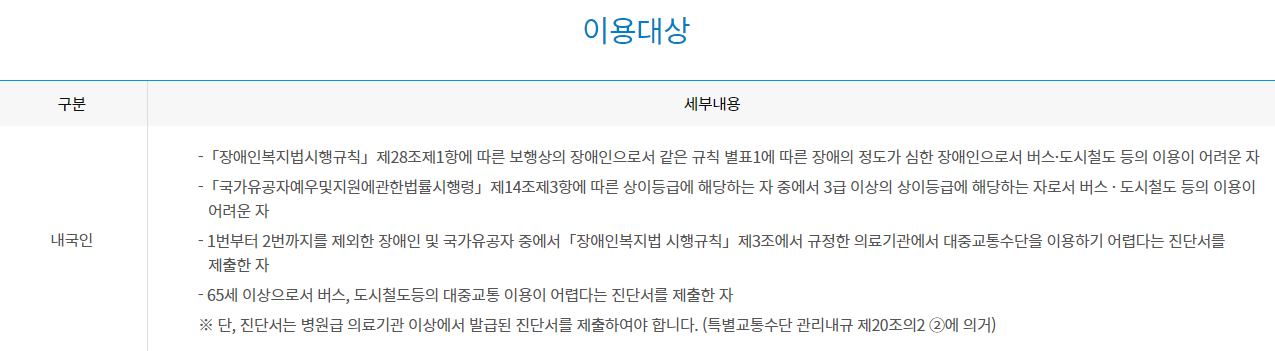 이용대상
구분
세부내용
내국인
-「장애인복지법시행규칙」제28조제1항에 따른 보행상의 장애인으로서 같은 규칙 별표1에 따른 장애의 정도가 심한 장애인으로서 버스·도시철도 등의 이용이 어려운 자
-「국가유공자예우및지원에관한법률시행령」제14조제3항에 따른 상이등급에 해당하는 자 중에서 3급 이상의 상이등급에 해당하는 자로서 버스 · 도시철도 등의 이용이
어려운 자
- 1번부터 2번까지를 제외한 장애인 및 국가유공자 중에서「장애인복지법 시행규칙」제3조에서 규정한 의료기관에서 대중교통수단을 이용하기 어렵다는 진단서를
제출한 자
- 65세 이상으로서 버스, 도시철도등의 대중교통 이용이 어렵다는 진단서를 제출한 자
※ 단, 진단서는 병원급 의료기관 이상에서 발급된 진단서를 제출하여야 합니다. (특별교통수단 관리내규 제20조의2 ②에 의거)